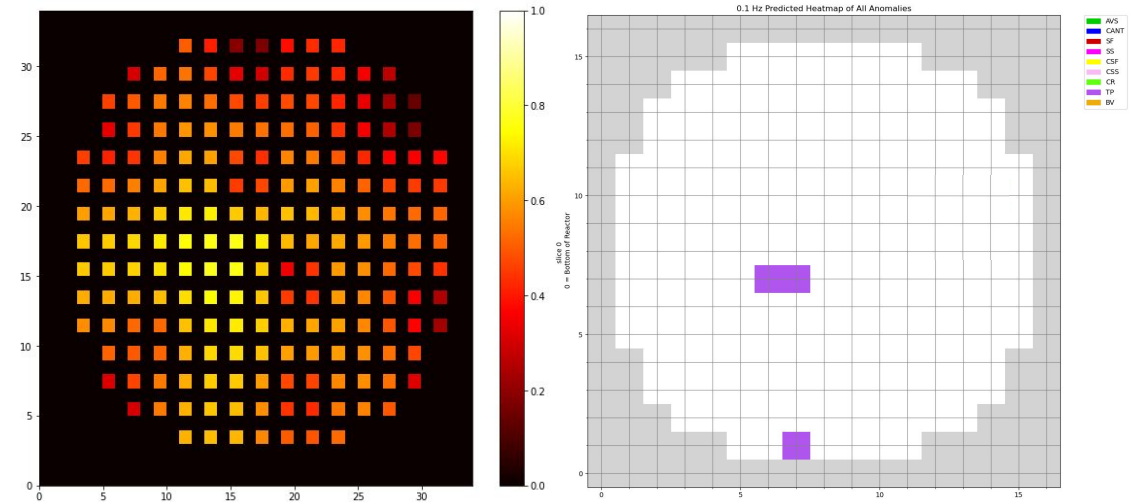 0.1 Hz Predicted Heatmap of All Anomalies
1.0
0.8
0.6
0.4
0.2
0.0
30
25
20
15
10
5
0
0 5 10 15 20 25 30
slice 0
0 = Bottom of Reactor
15
10
5
0
0 5 10 15
AVS
CANT
SF
SS
CSF
CSS
CR
TP
BV